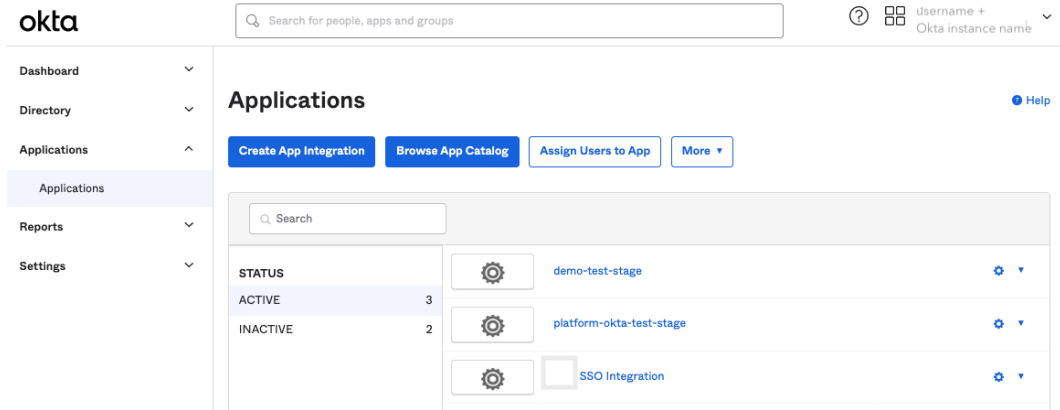 okta
Search for people, apps and groups
username +
Okta instance name
Dashboard
Directory
Applications
Applications
Reports
Settings
Applications
Help
Create App Integration
Browse App Catalog
Assign Users to App
More
Search
STATUS
ACTIVE 3
INACTIVE 2
demo-test-stage
platform-okta-test-stage
SSO Integration